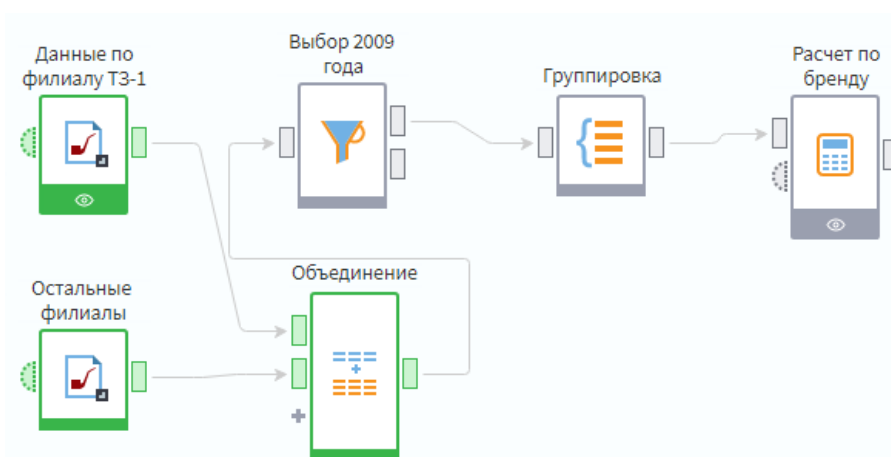 Данные по
филиалу ТЗ-1
Выбор 2009
года
Группировка
Расчет по
бренду
Остальные
филиалы
Объединение